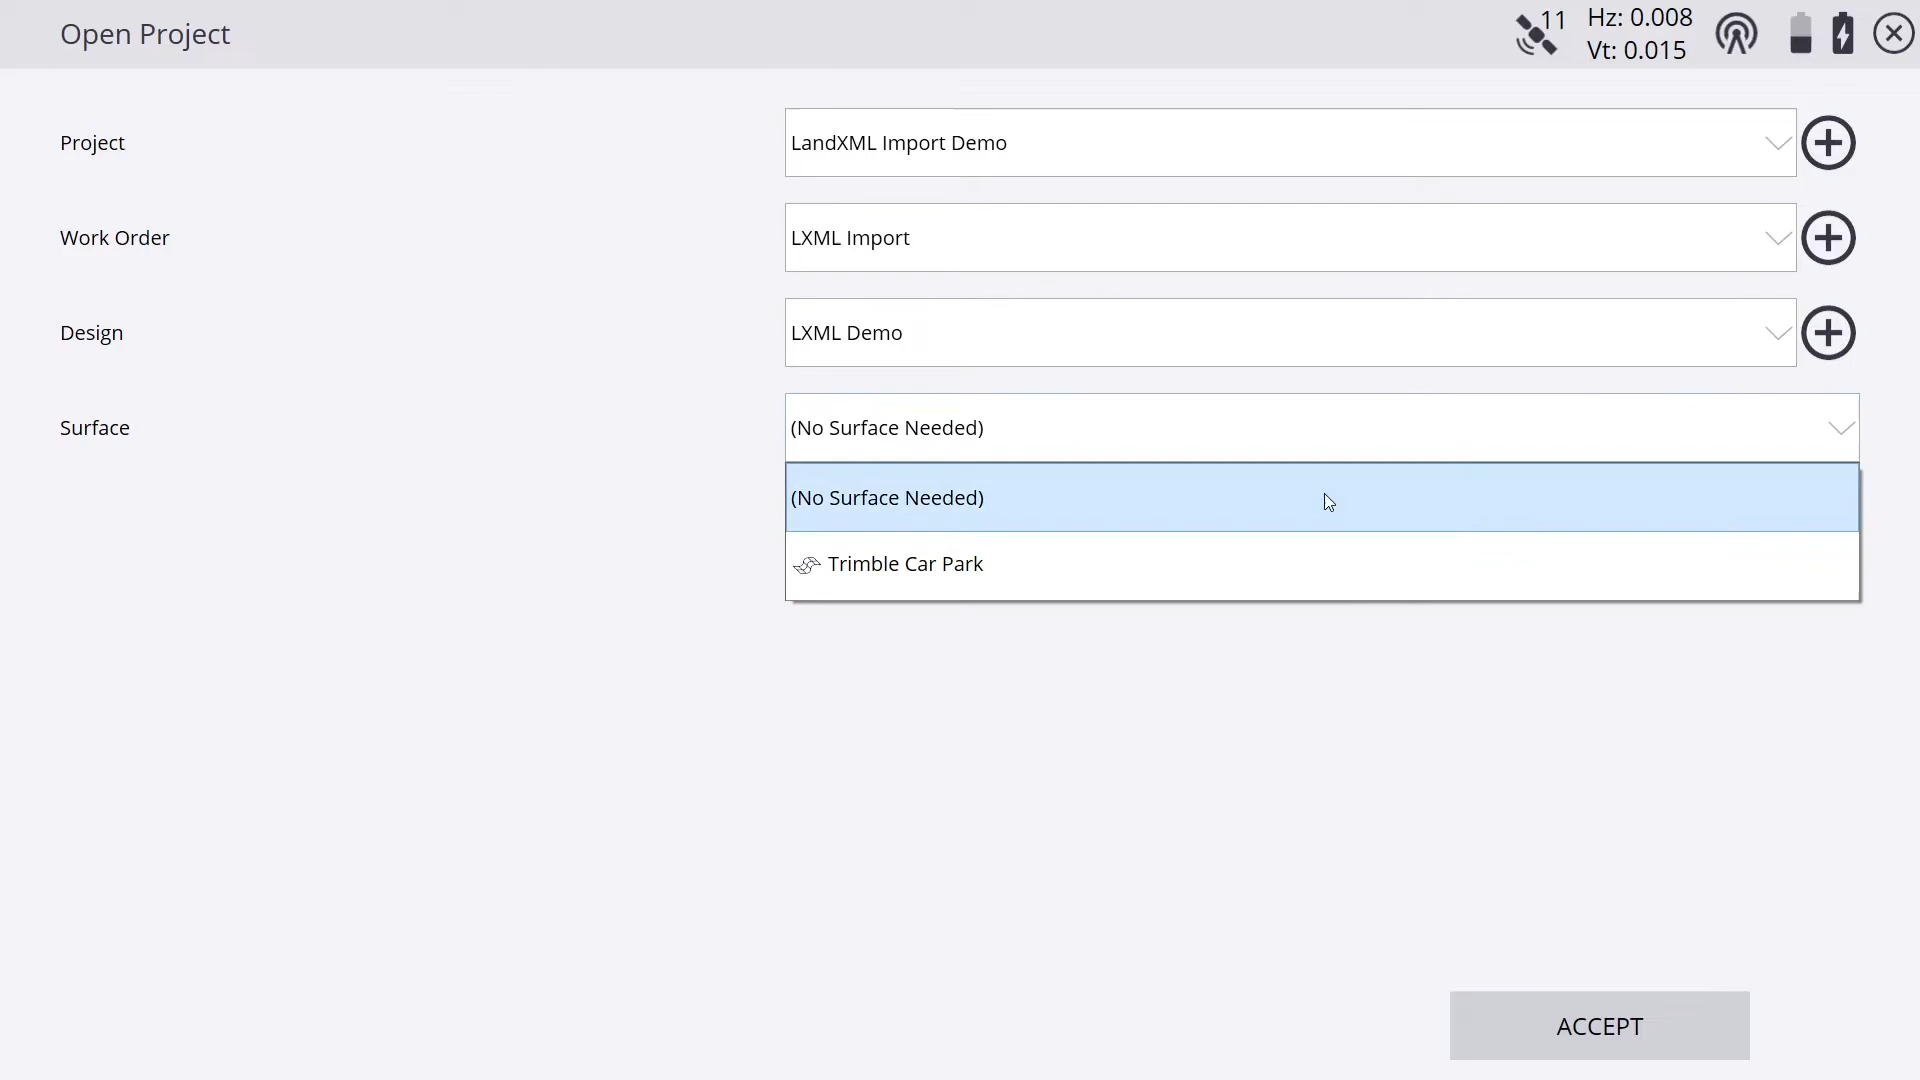 Open Project
11
Hz: 0.008
Vt: 0.015
Project
LandXML Import Demo
Work Order
LXML Import
Design
LXML Demo
Surface
(No Surface Needed)
(No Surface Needed)
Trimble Car Park
ACCEPT